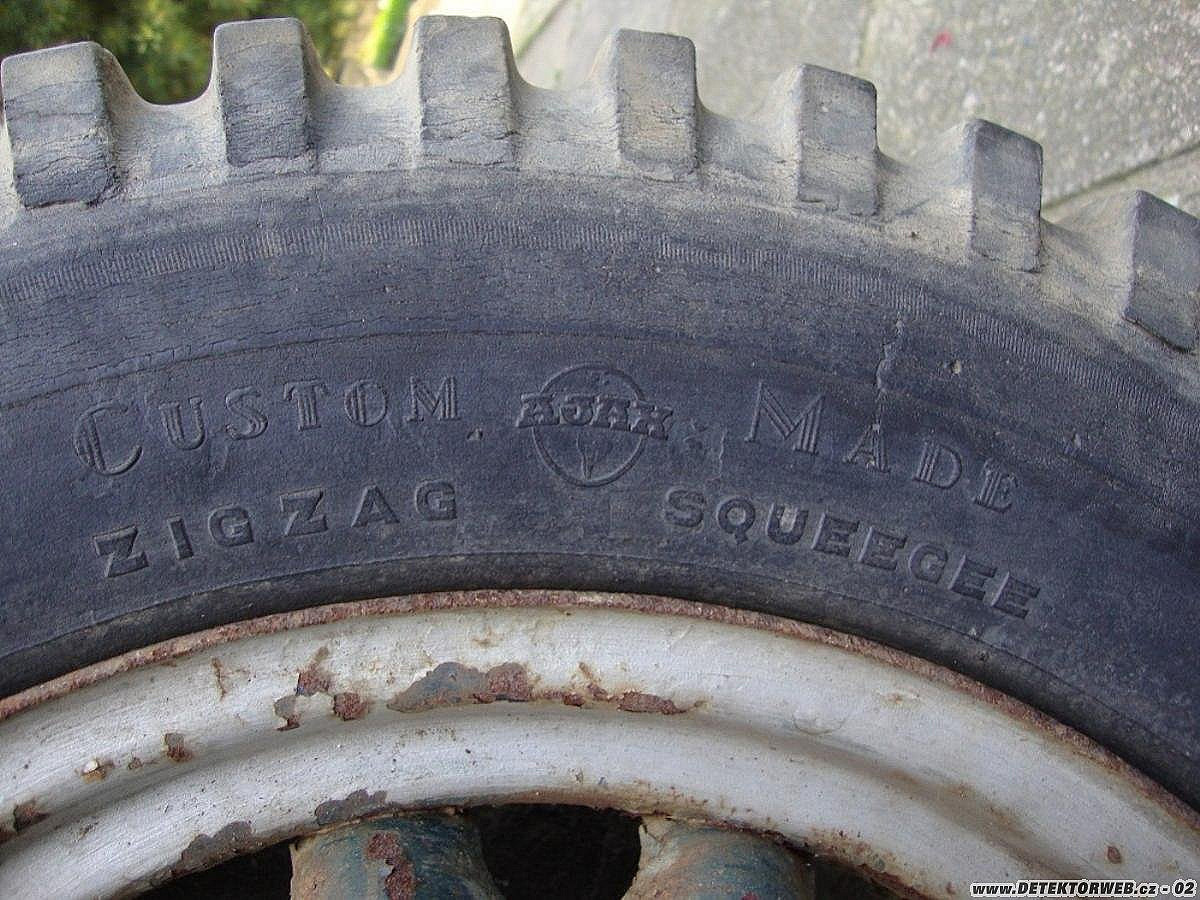 CUSTOM AJAX MADE
ZIGZAG SQUEEGEE
www.DETEKTORWEB.cz - 02